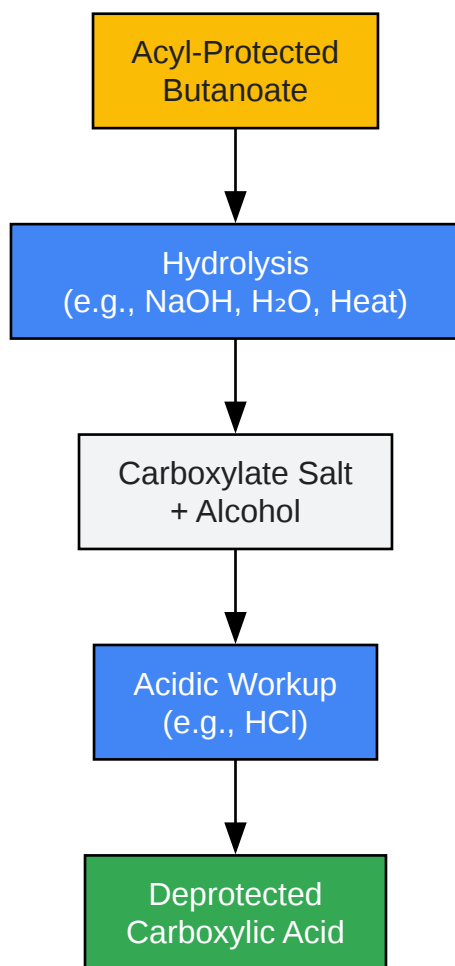 Acyl-Protected
Butanoate
Hydrolysis
(e.g., NaOH, H₂O, Heat)
Carboxylate Salt
+ Alcohol
Acidic Workup
(e.g., HCl)
Deprotected
Carboxylic Acid